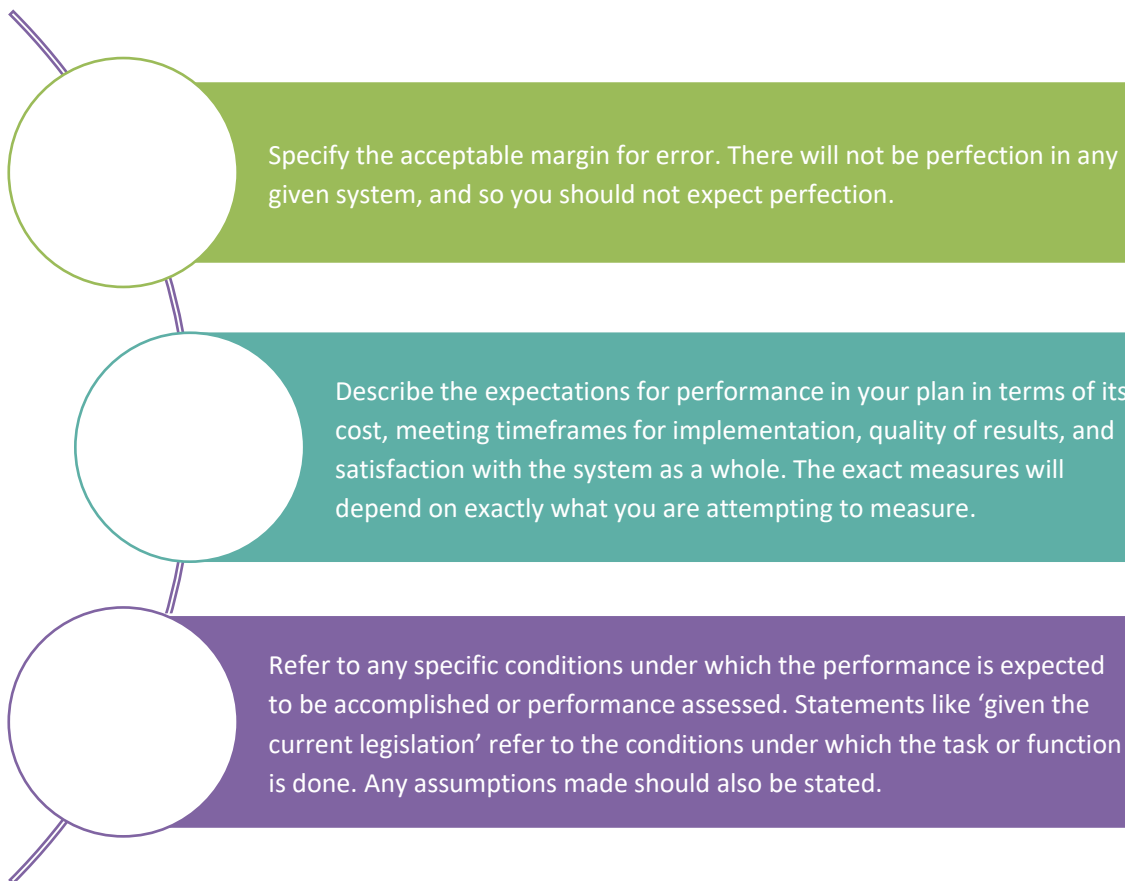 Specify the acceptable margin for error. There will not be perfection in any
given system, and so you should not expect perfection.
Describe the expectations for performance in your plan in terms of its
cost, meeting timeframes for implementation, quality of results, and
satisfaction with the system as a whole. The exact measures will
depend on exactly what you are attempting to measure.
Refer to any specific conditions under which the performance is expected
to be accomplished or performance assessed. Statements like ‘given the
current legislation’ refer to the conditions under which the task or function
is done. Any assumptions made should also be stated.